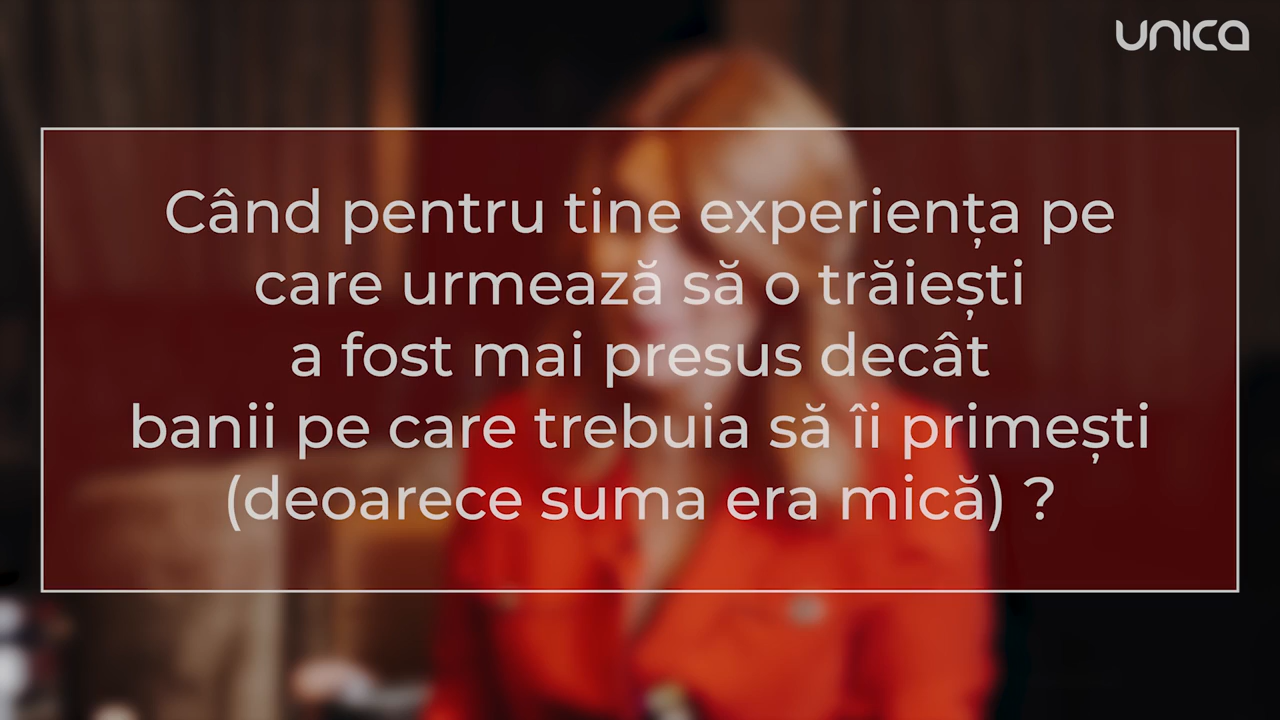 UNICA
Când pentru tine experiența pe
care urmează să o trăiești
a fost mai presus decât
banii pe care trebuia să îi primești
(deoarece suma era mică) ?